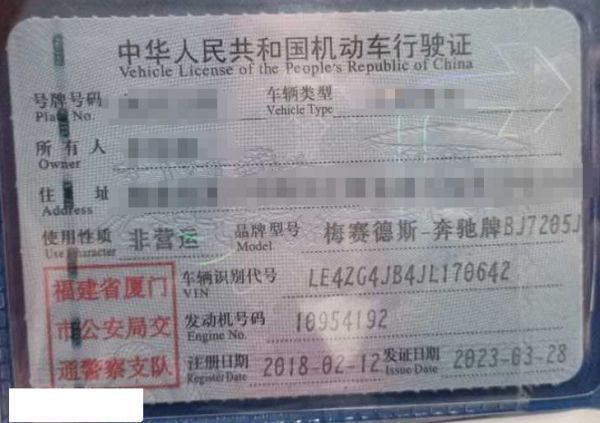 中华人民共和国机动车行驶证
Vehicle License of the People's Republic of China
号牌号码 车辆类型
Plate No. Vehicle Type
所有人
Owner
住址
Address
使用性质 非营运 品牌型号 梅赛德斯-奔驰牌BJ7205J
Use Character Model
福建省厦门
市公安局交
通警察支队
车辆识别代号 LE4ZG4JB4JL170642
VIN
发动机号码 10954192
Engine No.
注册日期 2018-02-12 发证日期 2023-03-28
Register Date Issue Date